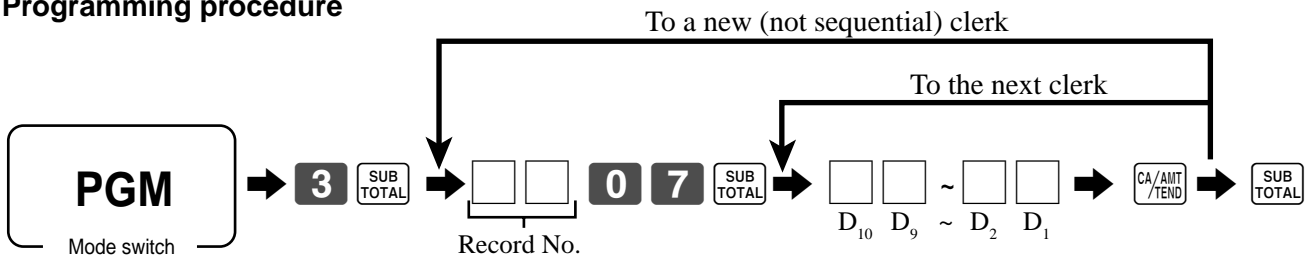 Programming procedure
To a new (not sequential) clerk
To the next clerk
PGM
Mode switch
3 SUB TOTAL
0 7 SUB TOTAL
Record No.
~
D10 D9 ~ D2 D1
CA/AMT /TEND
SUB TOTAL